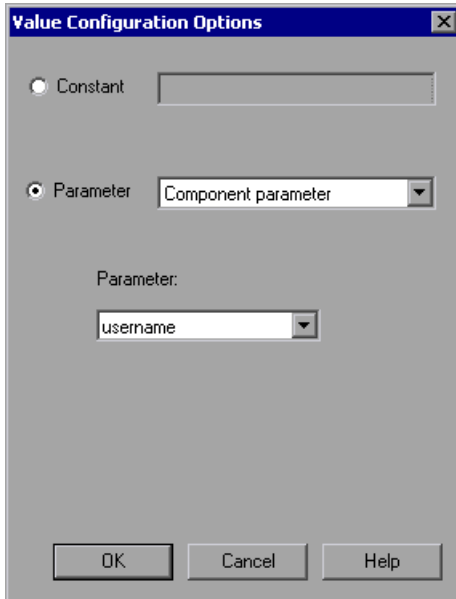 Value Configuration Options
Constant
Parameter
Component parameter
Parameter:
username
OK
Cancel
Help